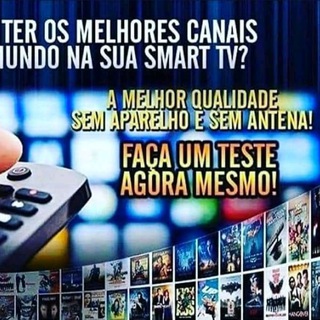 TER OS MELHORES CANAIS
MUNDO NA SUA SMART TV?
A MELHOR QUALIDADE
SEM APARELHO E SEM ANTENA!
FAÇA UM TESTE
AGORA MESMO!